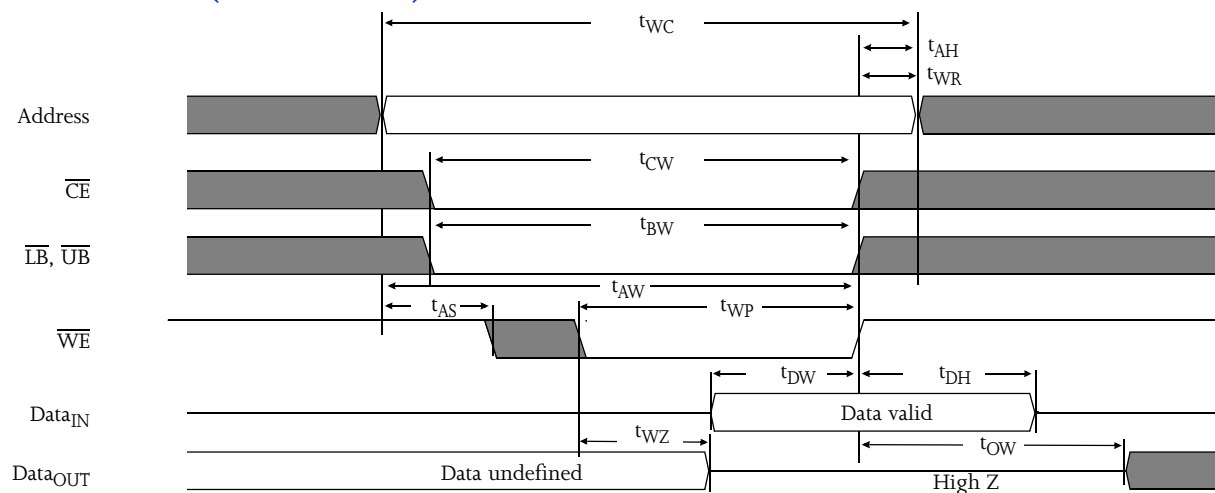 tWC
tAH
tWR
Address
tCW
CE
tBW
LB, UB
tAW
tAS
tWP
WE
tDW
tDH
DataIN
Data valid
tWZ
tOW
DataOUT
Data undefined
High Z